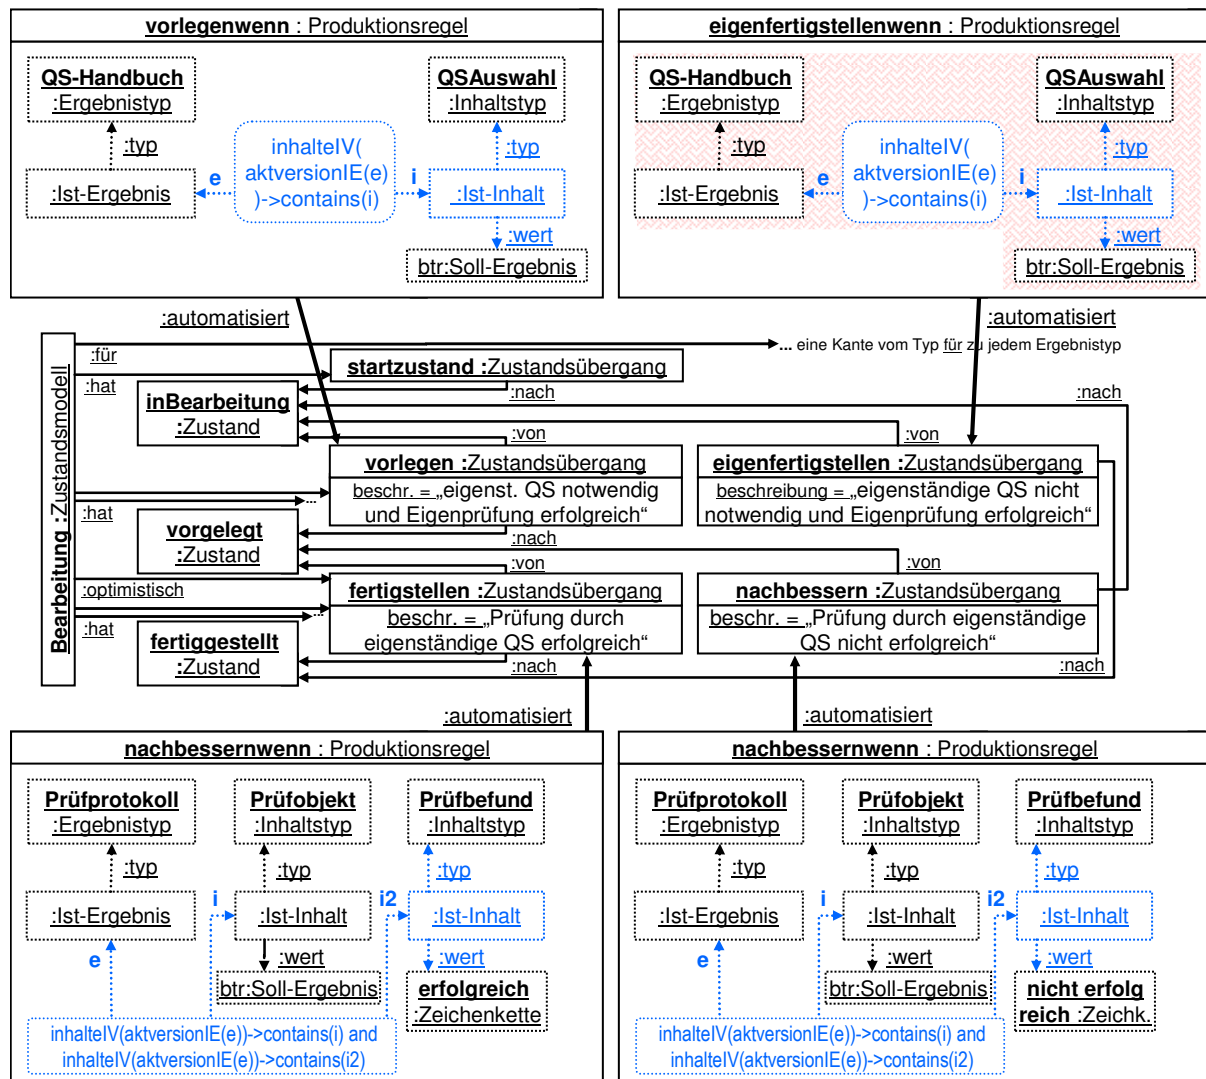 vorlegenwenn : Produktionsregel
QS-Handbuch
:Ergebnistyp
QSAuswahl
:Inhaltstyp
:typ
inhalteIV(
aktversionIE(e)
)->contains(i)
:typ
:Ist-Ergebnis
e
i
:Ist-Inhalt
:wert
btr:Soll-Ergebnis
eigenfertigstellenwenn : Produktionsregel
QS-Handbuch
:Ergebnistyp
QSAuswahl
:Inhaltstyp
:typ
inhalteIV(
aktversionIE(e)
)->contains(i)
:typ
:Ist-Ergebnis
e
i
:Ist-Inhalt
:wert
btr:Soll-Ergebnis
:automatisiert
:automatisiert
Bearbeitung :Zustandsmodell
:für
... eine Kante vom Typ für zu jedem Ergebnistyp
startzustand :Zustandsübergang
:hat
:nach
:nach
inBearbeitung
:Zustand
:von
:von
vorlegen :Zustandsübergang
beschr. = „eigenst. QS notwendig
und Eigenprüfung erfolgreich“
eigenfertigstellen :Zustandsübergang
beschreibung = „eigenständige QS nicht
notwendig und Eigenprüfung erfolgreich“
...
:hat
vorgelegt
:Zustand
:nach
:nach
:von
:von
:optimistisch
fertigstellen :Zustandsübergang
beschr. = „Prüfung durch
eigenständige QS erfolgreich“
nachbessern :Zustandsübergang
beschr. = „Prüfung durch eigenständige
QS nicht erfolgreich“
...
:hat
fertiggestellt
:Zustand
:nach
:nach
:automatisiert
:automatisiert
nachbessernwenn : Produktionsregel
Prüfprotokoll
:Ergebnistyp
Prüfobjekt
:Inhaltstyp
Prüfbefund
:Inhaltstyp
:typ
:typ
:typ
:Ist-Ergebnis
i
:Ist-Inhalt
i2
:Ist-Inhalt
e
:wert
:wert
btr:Soll-Ergebnis
erfolgreich
:Zeichenkette
inhalteIV(aktversionIE(e))->contains(i) and
inhalteIV(aktversionIE(e))->contains(i2)
nachbessernwenn : Produktionsregel
Prüfprotokoll
:Ergebnistyp
Prüfobjekt
:Inhaltstyp
Prüfbefund
:Inhaltstyp
:typ
:typ
:typ
:Ist-Ergebnis
i
:Ist-Inhalt
i2
:Ist-Inhalt
e
:wert
:wert
btr:Soll-Ergebnis
nicht erfolg
reich :Zeichk.
inhalteIV(aktversionIE(e))->contains(i) and
inhalteIV(aktversionIE(e))->contains(i2)